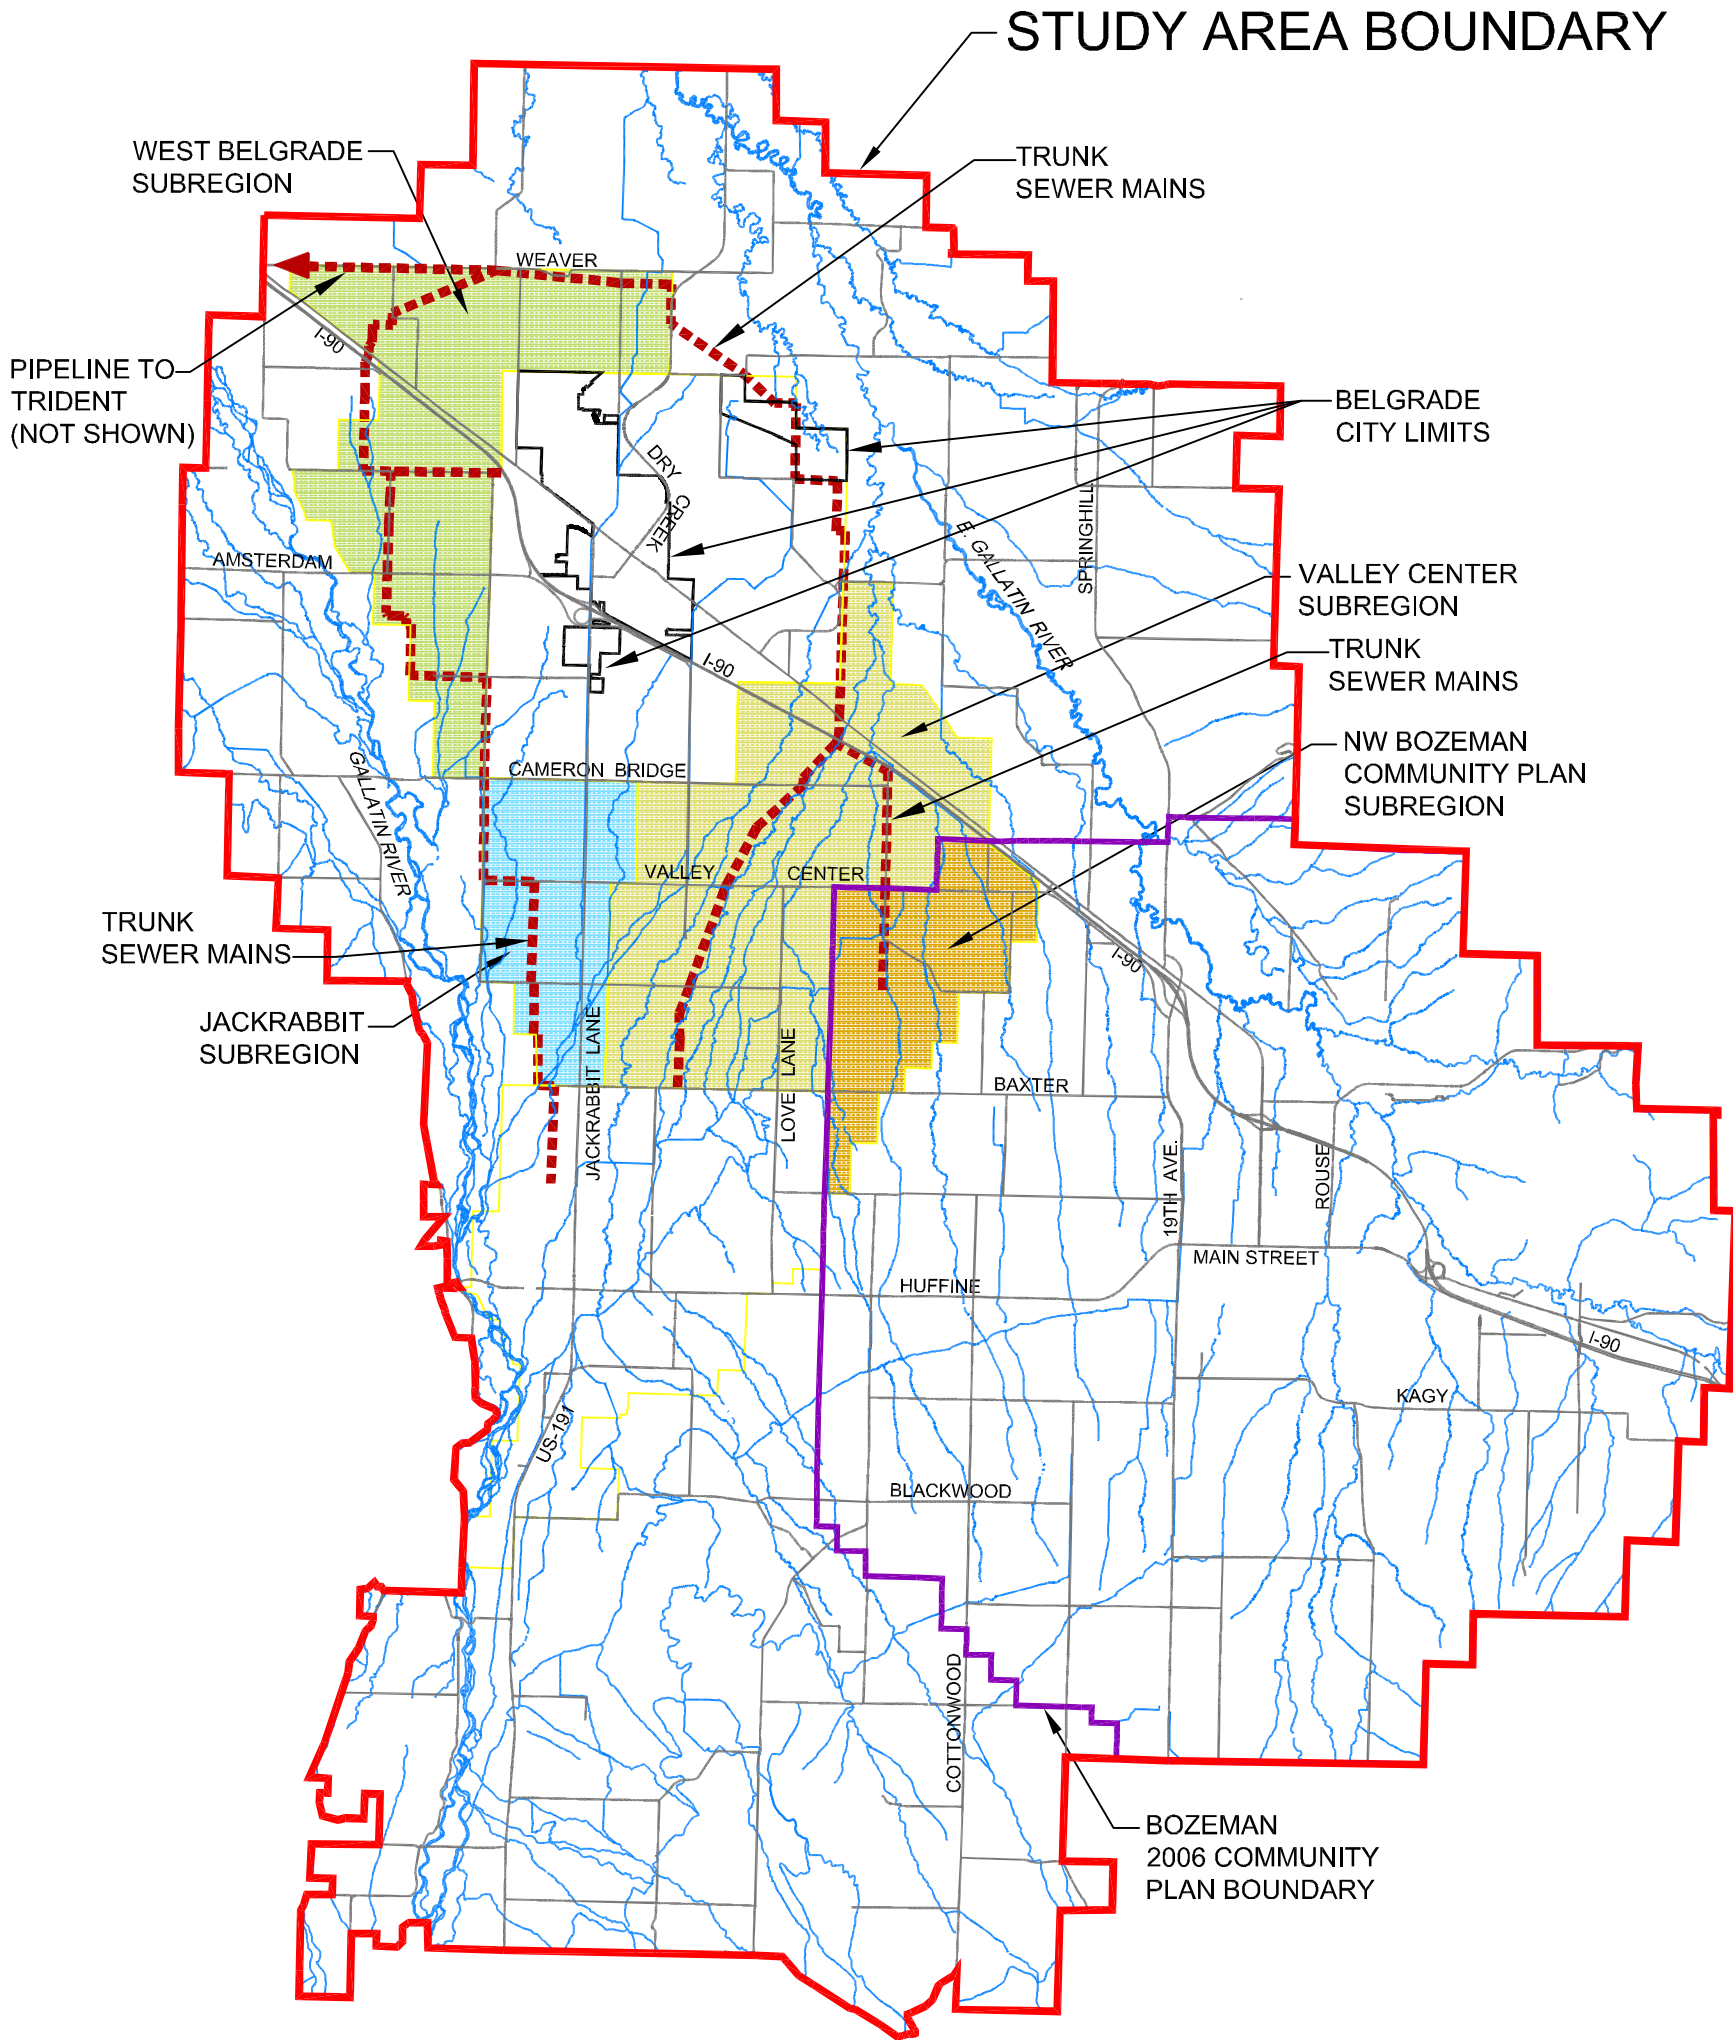 STUDY AREA BOUNDARY
WEST BELGRADE
SUBREGION
TRUNK
SEWER MAINS
WEAVER
I-90
PIPELINE TO
TRIDENT
(NOT SHOWN)
BELGRADE
CITY LIMITS
DRY CREEK
SPRINGHILL
E. GALLATIN RIVER
AMSTERDAM
VALLEY CENTER
SUBREGION
TRUNK
SEWER MAINS
I-90
NW BOZEMAN
COMMUNITY PLAN
SUBREGION
CAMERON BRIDGE
GALLATIN RIVER
VALLEY CENTER
TRUNK
SEWER MAINS
I-90
JACKRABBIT
SUBREGION
JACKRABBIT LANE
LOVE LANE
BAXTER
19TH AVE.
ROUSE
MAIN STREET
HUFFINE
I-90
KAGY
US-191
BLACKWOOD
COTTONWOOD
BOZEMAN
2006 COMMUNITY
PLAN BOUNDARY